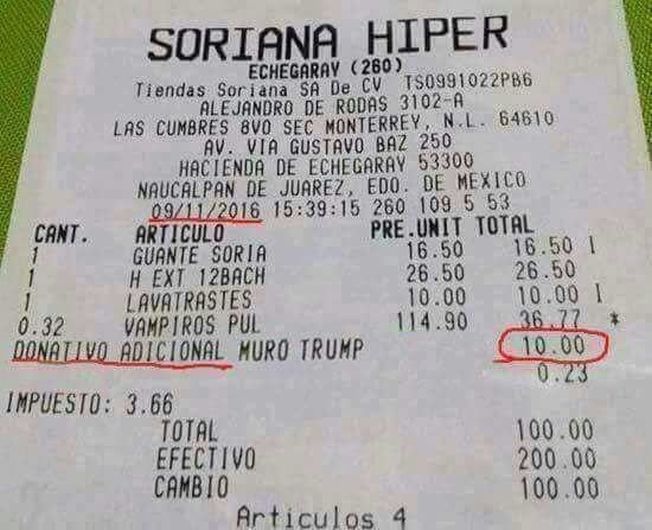 SORIANA HIPER
ECHEGARAY (260)
Tiendas Soriana SA De CV TSO991022PB6
ALEJANDRO DE RODAS 3102-A
LAS CUMBRES 8VO SEC MONTERREY, N.L. 64610
AV. VIA GUSTAVO BAZ 250
HACIENDA DE ECHEGARAY 53300
NAUCALPAN DE JUAREZ, EDO. DE MEXICO
09/11/2016 15:39:15 260 109 5 53
CANT. ARTICULO PRE.UNIT TOTAL
1 GUANTE SORIA 16.50 16.50 I
1 H EXT 12BACH 26.50 26.50
1 LAVATRASTES 10.00 10.00 I
0.32 VAMPIROS PUL 114.90 36.77 *
DONATIVO ADICIONAL MURO TRUMP 10.00
0.23
IMPUESTO: 3.66
TOTAL 100.00
EFECTIVO 200.00
CAMBIO 100.00
Articulos 4